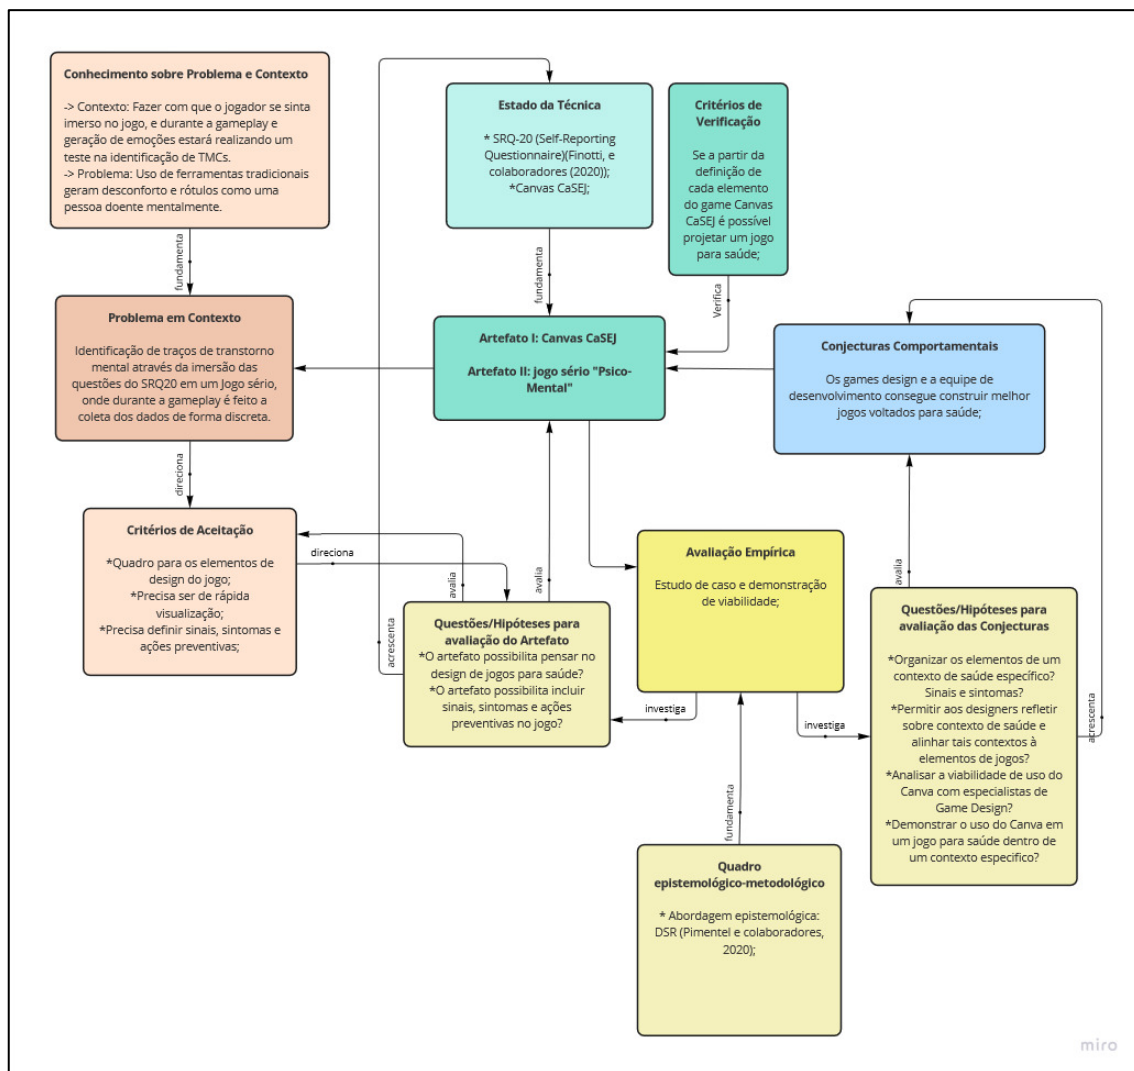 Conhecimento sobre Problema e Contexto
-> Contexto: Fazer com que o jogador se sinta
imerso no jogo, e durante a gameplay e
geração de emoções estará realizando um
teste na identificação de TMCs.
-> Problema: Uso de ferramentas tradicionais
geram desconforto e rótulos como uma
pessoa doente mentalmente.
Estado da Técnica
* SRQ-20 (Self-Reporting
Questionnaire)(Finotti, e
colaboradores (2020));
*Canvas CaSEJ;
Critérios de
Verificação
Se a partir da
definição de
cada elemento
do game Canvas
CaSEJ é possível
projetar um jogo
para saúde;
fundamenta
fundamenta
Verifica
Problema em Contexto
Identificação de traços de transtorno
mental através da imersão das
questões do SRQ20 em um Jogo sério,
onde durante a gameplay é feito a
coleta dos dados de forma discreta.
Artefato I: Canvas CaSEJ
Artefato II: jogo sério "Psico-
Mental"
Conjecturas Comportamentais
Os games design e a equipe de
desenvolvimento consegue construir melhor
jogos voltados para saúde;
direciona
Critérios de Aceitação
*Quadro para os elementos de
design do jogo;
*Precisa ser de rápida
visualização;
*Precisa definir sinais, sintomas e
ações preventivas;
direciona
avalia
avalia
avalia
acrescenta
Questões/Hipóteses para
avaliação do Artefato
*O artefato possibilita pensar no
design de jogos para saúde?
*O artefato possibilita incluir
sinais, sintomas e ações
preventivas no jogo?
Avaliação Empírica
Estudo de caso e demonstração
de viabilidade;
investiga
investiga
Questões/Hipóteses para
avaliação das Conjecturas
*Organizar os elementos de um
contexto de saúde específico?
Sinais e sintomas?
*Permitir aos designers refletir
sobre contexto de saúde e
alinhar tais contextos à
elementos de jogos?
*Analisar a viabilidade de uso do
Canva com especialistas de
Game Design?
*Demonstrar o uso do Canva em
um jogo para saúde dentro de
um contexto especifico?
acrescenta
fundamenta
Quadro
epistemológico-metodológico
* Abordagem epistemológica:
DSR (Pimentel e colaboradores,
2020);
miro